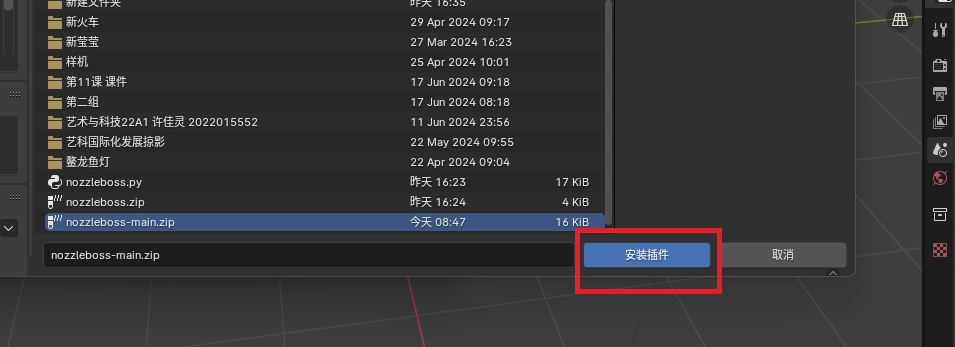 新建文件夹 昨天 16:35
新火车 29 Apr 2024 09:17
新莹莹 27 Mar 2024 16:23
样机 25 Apr 2024 10:01
第11课 课件 17 Jun 2024 09:18
第二组 17 Jun 2024 08:18
艺术与科技22A1 许佳灵 2022015552 11 Jun 2024 23:56
艺科国际化发展掠影 22 May 2024 09:55
鳌龙鱼灯 22 Apr 2024 09:04
nozzleboss.py 昨天 16:23 17 KiB
nozzleboss.zip 昨天 16:24 4 KiB
nozzleboss-main.zip 今天 08:47 16 KiB
nozzleboss-main.zip 安装插件 取消